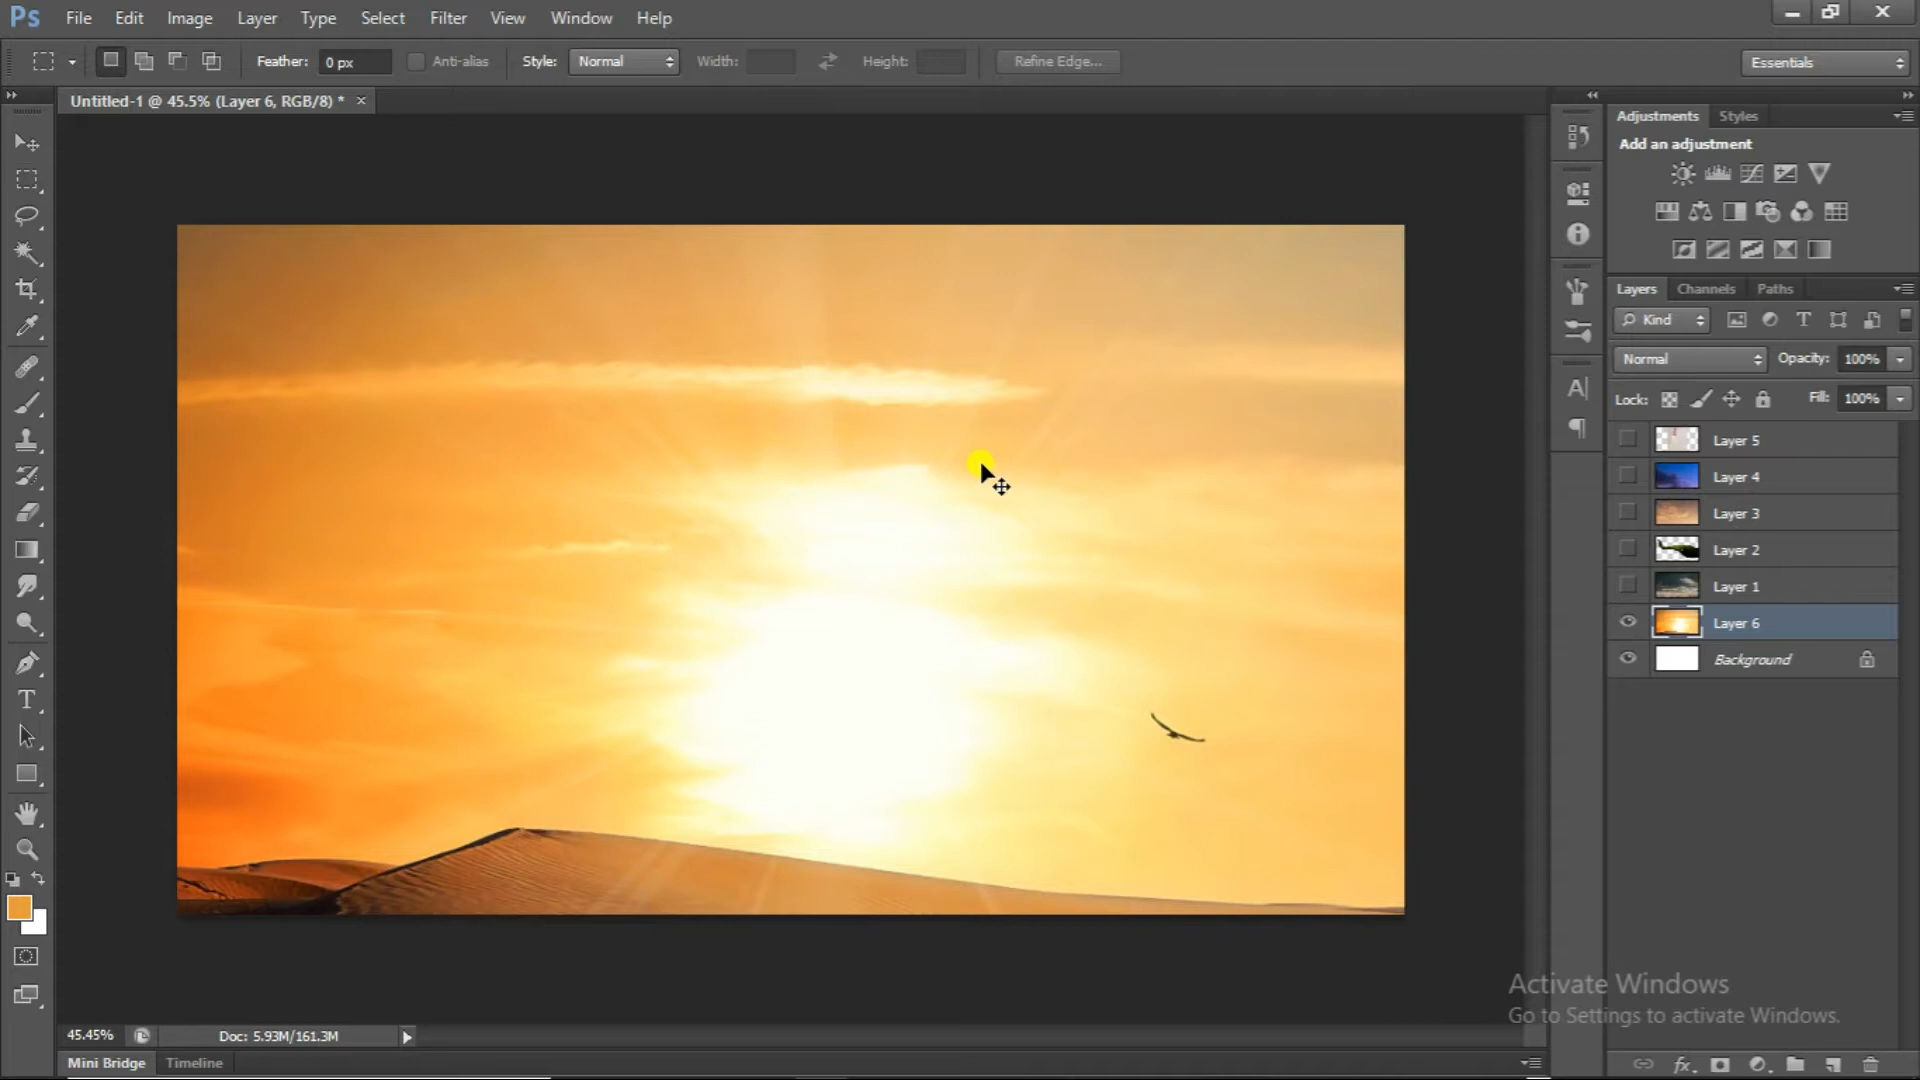 Ps File Edit Image Layer Type Select Filter View Window Help
Feather: 0 px Anti-alias Style: Normal Width: Height: Refine Edge... Essentials
Untitled-1 @ 45.5% (Layer 6, RGB/8) * ×
Adjustments Styles
Add an adjustment
Layers Channels Paths
Kind
Normal Opacity: 100%
Lock: Fill: 100%
Layer 5
Layer 4
Layer 3
Layer 2
Layer 1
Layer 6
Background
Activate Windows
Go to Settings to activate Windows.
45.45% Doc: 5.93M/161.3M
Mini Bridge Timeline